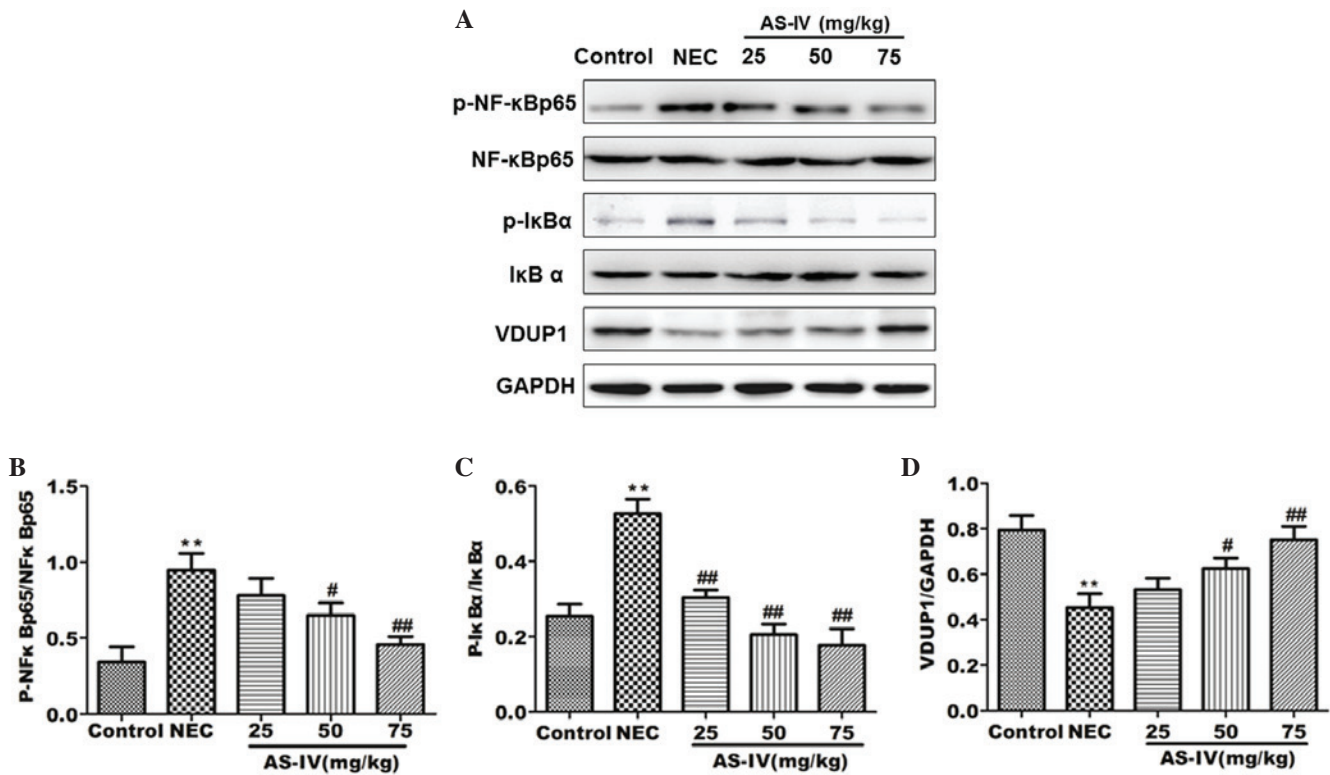 A
AS-IV (mg/kg)
Control NEC 25 50 75
p-NF-κBp65
NF-κBp65
p-IκBα
IκB α
VDUP1
GAPDH
B
P-NFκ Bp65/NFκ Bp65
1.5
1.0
0.5
0.0
**
#
##
Control NEC 25 50 75
AS-IV(mg/kg)
C
P-Iκ Bα/Iκ Bα
0.6
0.4
0.2
0.0
**
##
##
##
Control NEC 25 50 75
AS-IV(mg/kg)
D
VDUP1/GAPDH
1.0
0.8
0.6
0.4
0.2
0.0
**
#
##
Control NEC 25 50 75
AS-IV(mg/kg)